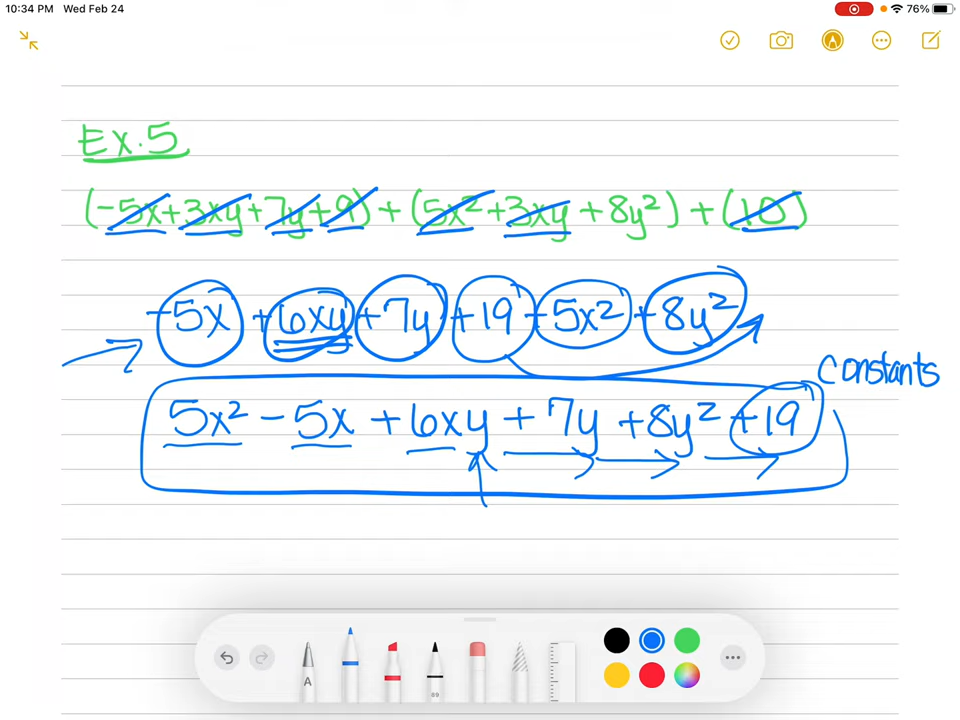 10:34 PM Wed Feb 24 76%
Ex.5
(-5x+3xy+7y+9) + (5x²+3xy+8y²) + (10)
-5x +6xy +7y +19 +5x² +8y²
constants
5x² - 5x + 6xy + 7y + 8y² +19
A 89